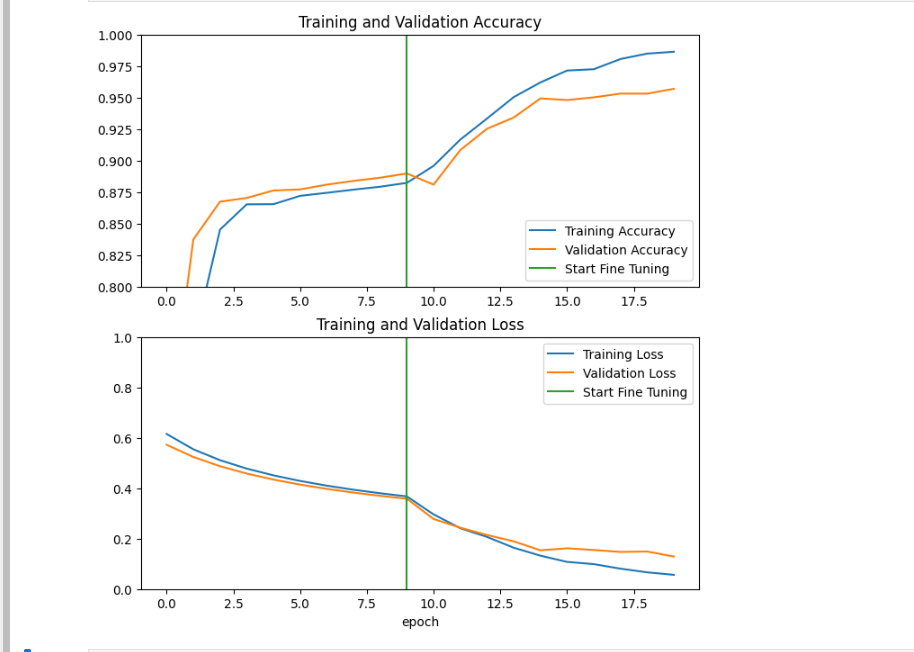 Training and Validation Accuracy
1.000
0.975
0.950
0.925
0.900
0.875
0.850
0.825
0.800
Training Accuracy
Validation Accuracy
Start Fine Tuning
0.0 2.5 5.0 7.5 10.0 12.5 15.0 17.5
Training and Validation Loss
1.0
0.8
0.6
0.4
0.2
0.0
Training Loss
Validation Loss
Start Fine Tuning
0.0 2.5 5.0 7.5 10.0 12.5 15.0 17.5
epoch